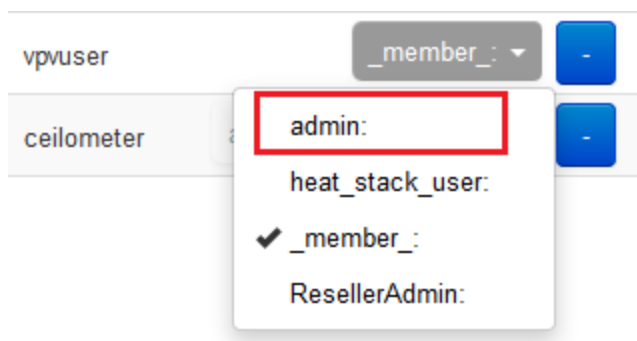 vpvuser _member_: -
ceilometer a -
admin:
heat_stack_user:
_member_:
ResellerAdmin: